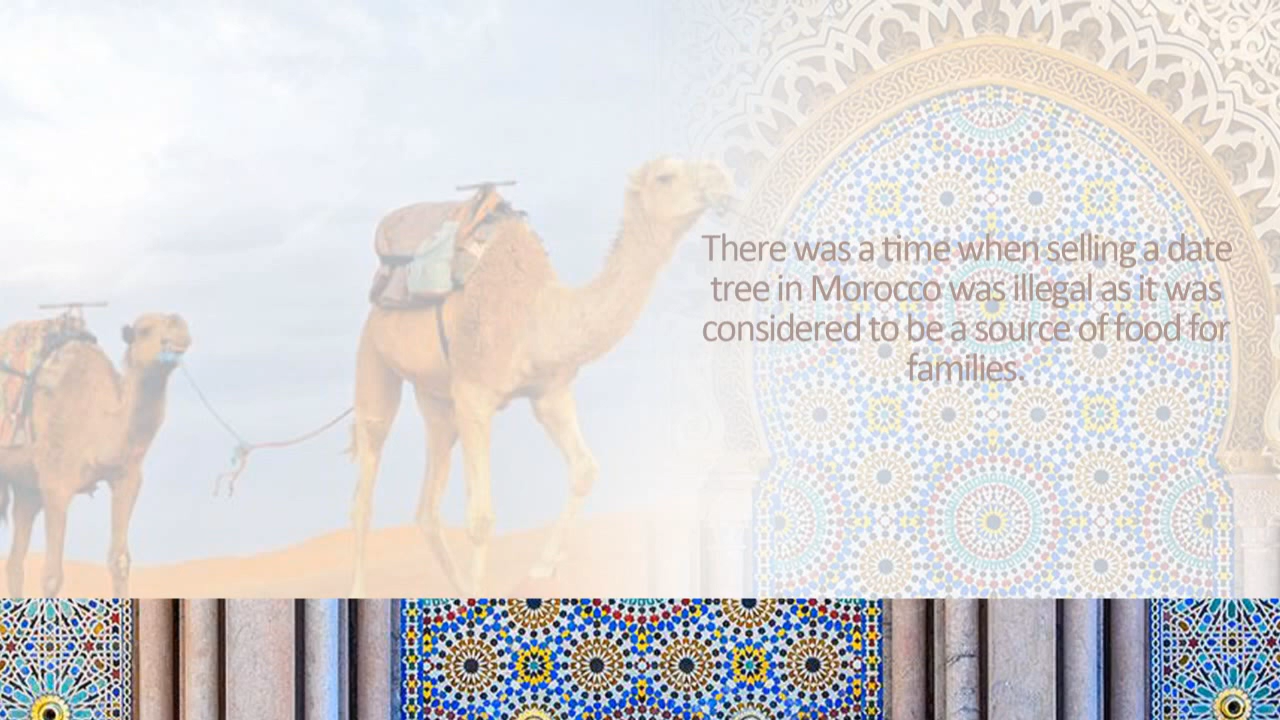 There was a time when selling a date
tree in Morocco was illegal as it was
considered to be a source of food for
families.